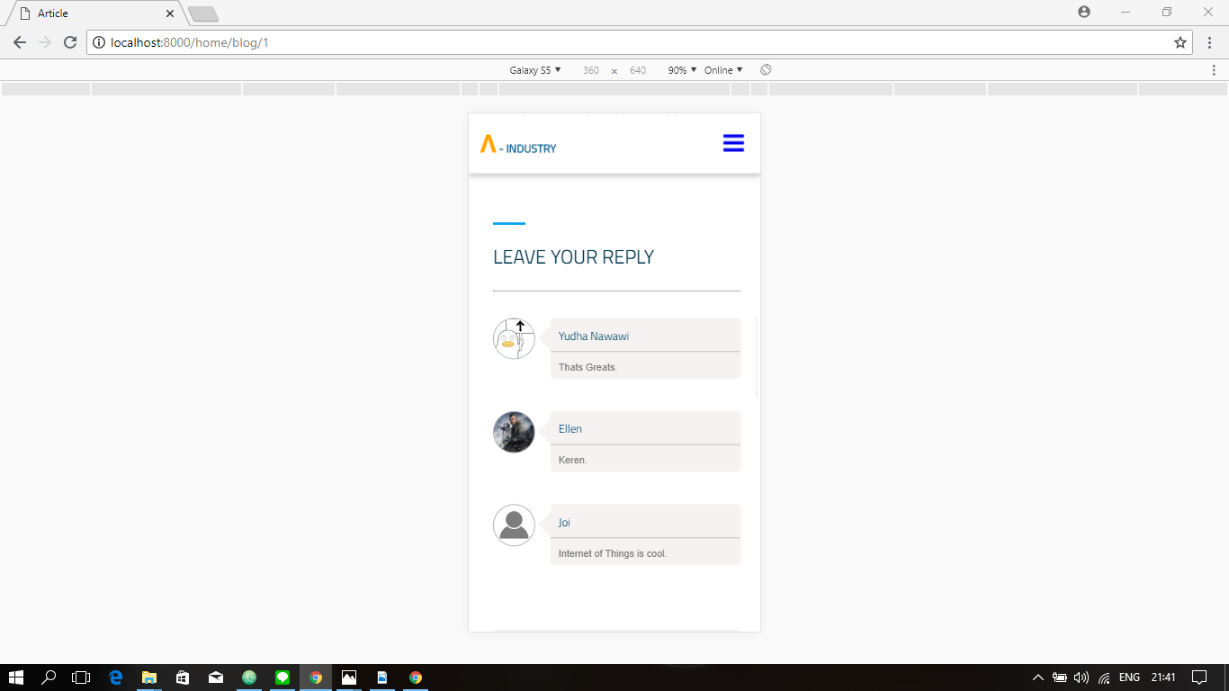 Article
localhost:8000/home/blog/1
Galaxy S5 ▼ 360 x 640 90% ▼ Online ▼
Λ - INDUSTRY
LEAVE YOUR REPLY
Yudha Nawawi
Thats Greats.
Ellen
Keren.
Joi
Internet of Things is cool.
ENG 21:41